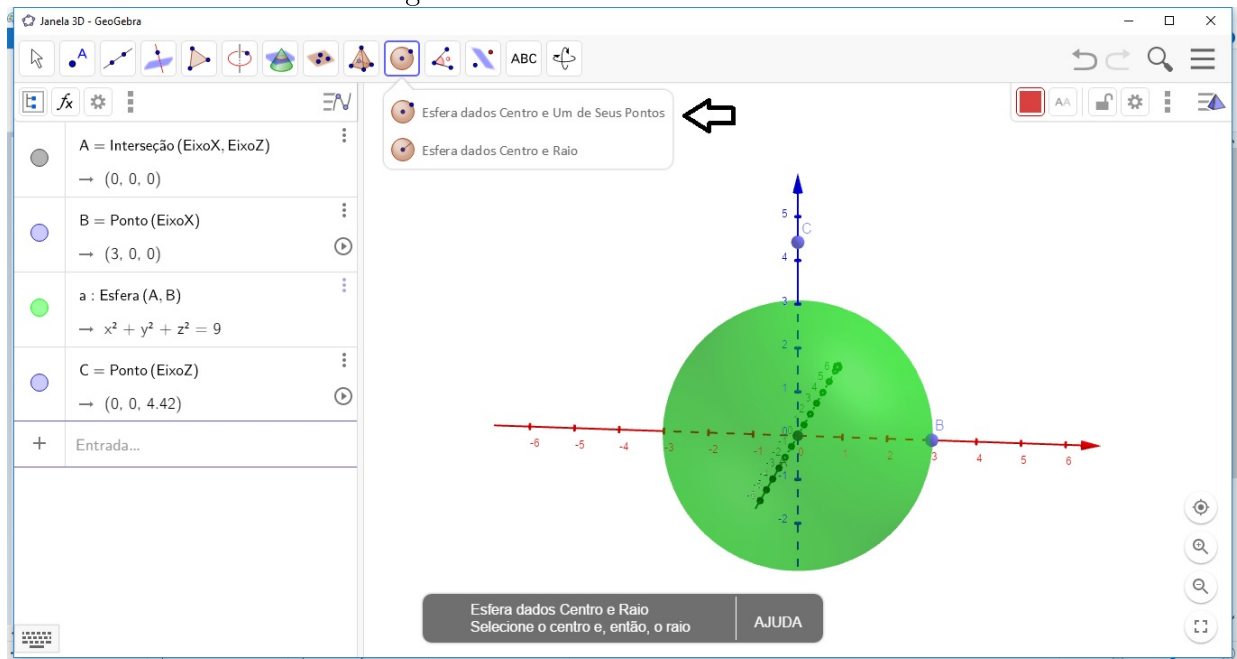 Janela 3D - GeoGebra
A
ABC
fx
Esfera dados Centro e Um de Seus Pontos
Esfera dados Centro e Raio
AA
A = Interseção (EixoX, EixoZ)
→ (0, 0, 0)
B = Ponto (EixoX)
→ (3, 0, 0)
a : Esfera (A, B)
→ x² + y² + z² = 9
C = Ponto (EixoZ)
→ (0, 0, 4.42)
+ Entrada...
5
C
4
3
2
1
-1
-2
B
-6 -5 -4 -3 -2 -1 0 1 2 3 4 5 6
Esfera dados Centro e Raio
Selecione o centro e, então, o raio
AJUDA